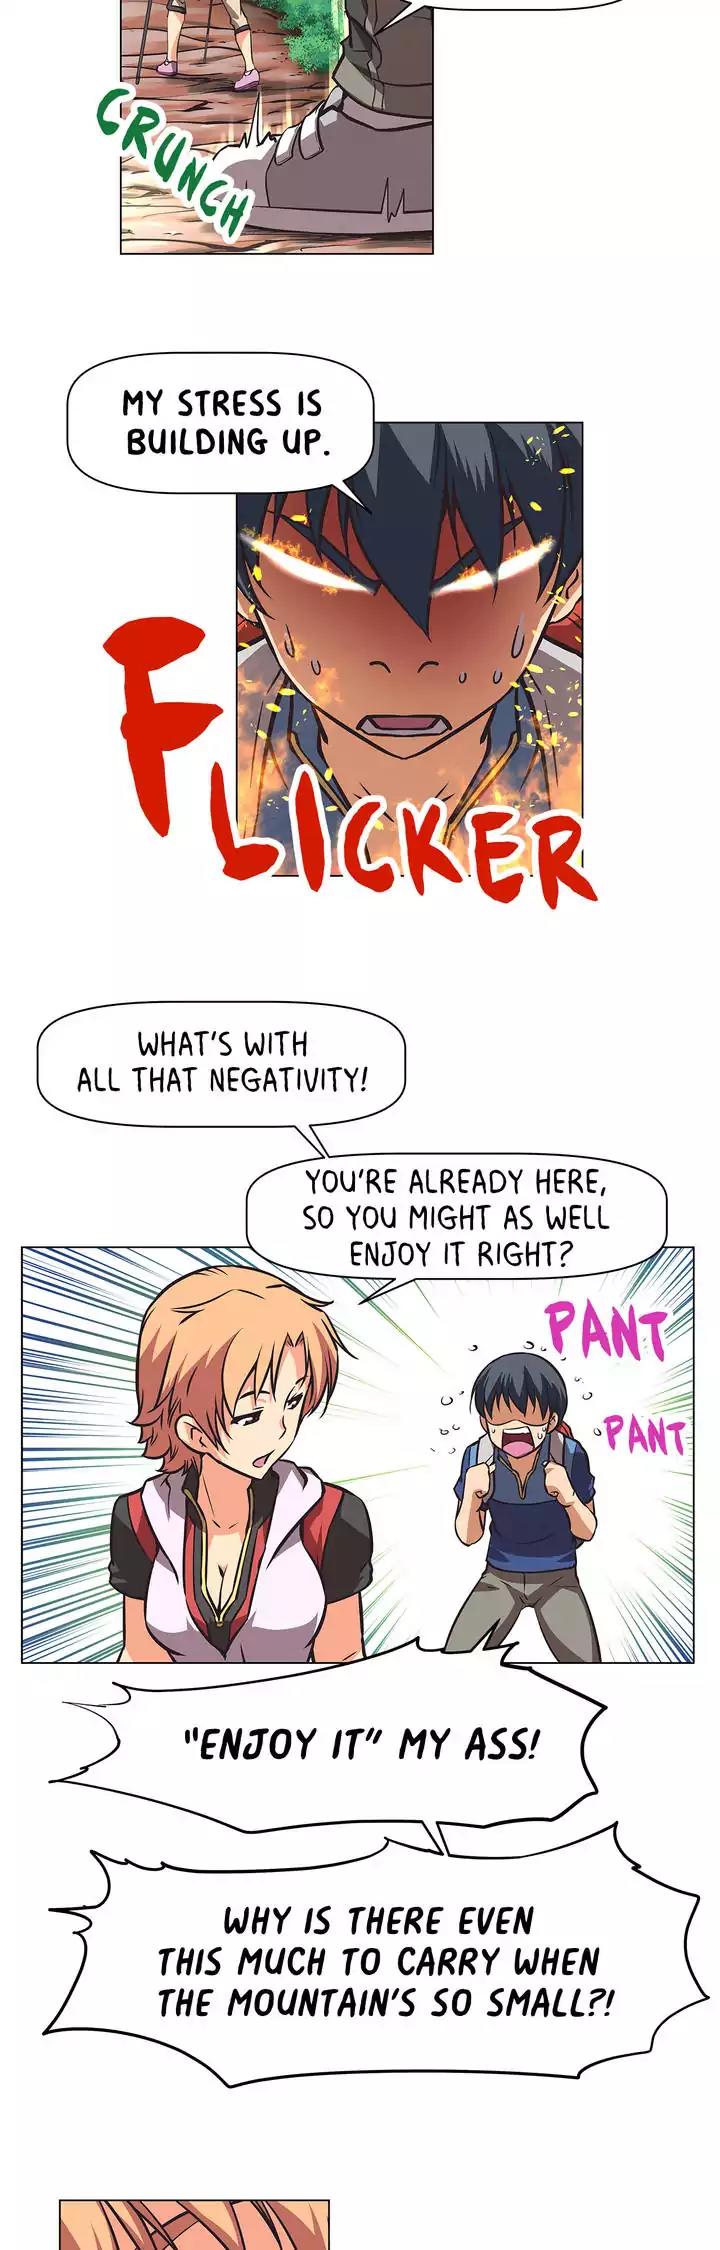 CRUNCH
MY STRESS IS
BUILDING UP.
FLICKER
WHAT'S WITH
ALL THAT NEGATIVITY!
YOU'RE ALREADY HERE,
SO YOU MIGHT AS WELL
ENJOY IT RIGHT?
PANT
PANT
"ENJOY IT" MY ASS!
WHY IS THERE EVEN
THIS MUCH TO CARRY WHEN
THE MOUNTAIN'S SO SMALL?!